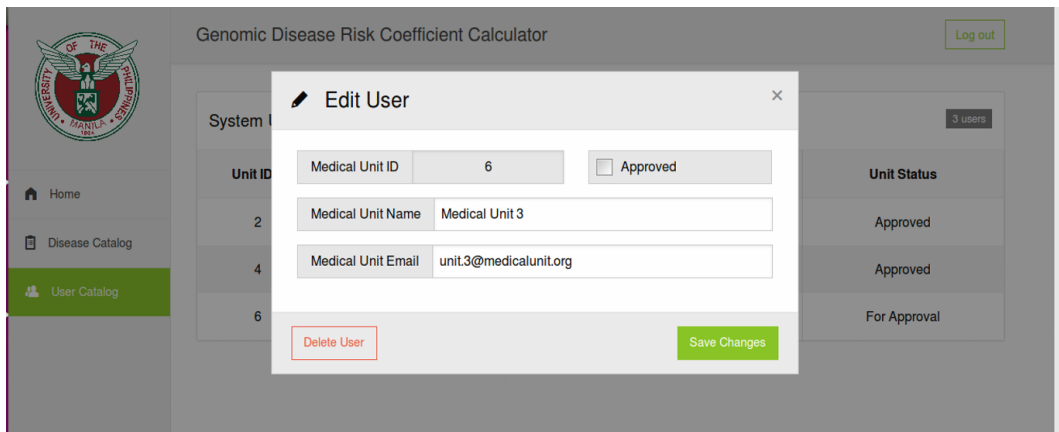 UNIVERSITY OF THE PHILIPPINES
MANILA
1908
Genomic Disease Risk Coefficient Calculator
Log out
Home
Disease Catalog
User Catalog
System U
3 users
Unit ID
Unit Status
2
Approved
4
Approved
6
For Approval
Edit User
×
Medical Unit ID
6
Approved
Medical Unit Name
Medical Unit 3
Medical Unit Email
unit.3@medicalunit.org
Delete User
Save Changes